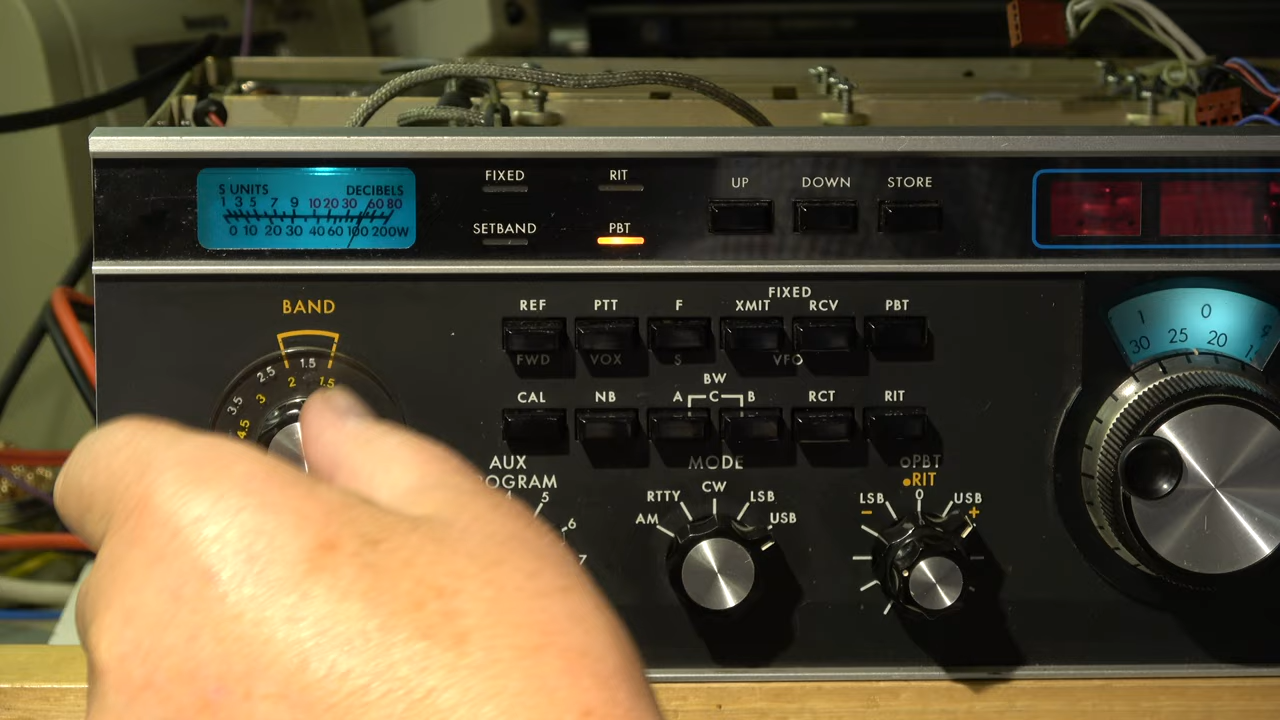 FIXED RIT
SETBAND PBT
UP DOWN STORE
S UNITS DECIBELS
1 3 5 7 9 10 20 30 60 80
0 10 20 30 40 60 100 200W
BAND
1.5
2.5 2 1.5
3.5 3
4.5
FIXED
REF PTT F XMIT RCV PBT
FWD VOX S VFO
BW
CAL NB A C B RCT RIT
AUX
OGRAM
5
6
7
MODE
AM RTTY CW LSB USB
PBT
RIT
LSB 0 USB
- +
1 0
30 25 20